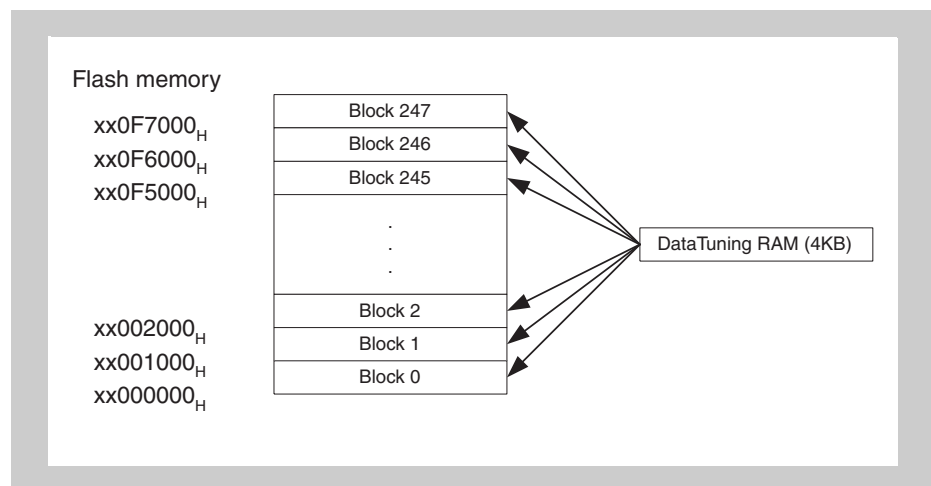 Flash memory
xx0F7000H
Block 247
xx0F6000H
Block 246
xx0F5000H
Block 245
.
.
.
DataTuning RAM (4KB)
xx002000H
Block 2
xx001000H
Block 1
xx000000H
Block 0